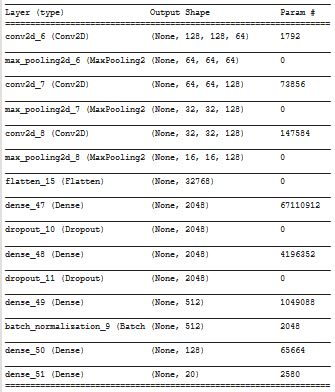 Layer (type) Output Shape Param #
conv2d_6 (Conv2D) (None, 128, 128, 64) 1792
max_pooling2d_6 (MaxPooling2 (None, 64, 64, 64) 0
conv2d_7 (Conv2D) (None, 64, 64, 128) 73856
max_pooling2d_7 (MaxPooling2 (None, 32, 32, 128) 0
conv2d_8 (Conv2D) (None, 32, 32, 128) 147584
max_pooling2d_8 (MaxPooling2 (None, 16, 16, 128) 0
flatten_15 (Flatten) (None, 32768) 0
dense_47 (Dense) (None, 2048) 67110912
dropout_10 (Dropout) (None, 2048) 0
dense_48 (Dense) (None, 2048) 4196352
dropout_11 (Dropout) (None, 2048) 0
dense_49 (Dense) (None, 512) 1049088
batch_normalization_9 (Batch (None, 512) 2048
dense_50 (Dense) (None, 128) 65664
dense_51 (Dense) (None, 20) 2580